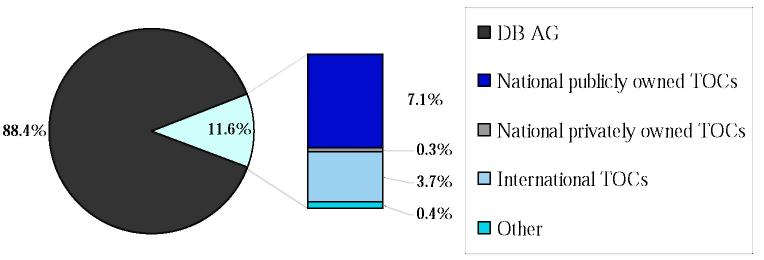 88.4%
11.6%
7.1%
0.3%
3.7%
0.4%
DB AG
National publicly owned TOCs
National privately owned TOCs
International TOCs
Other